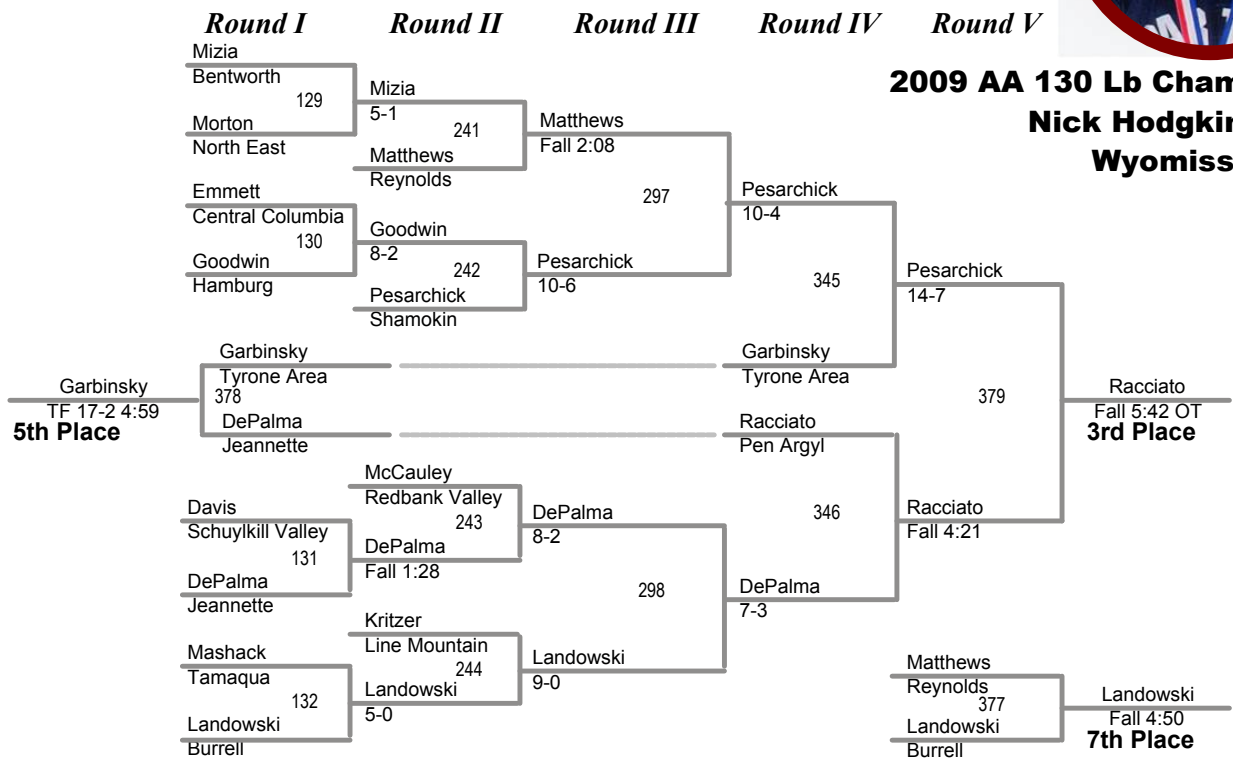 Round I Round II Round III Round IV Round V
2009 AA 130 Lb Cham
Nick Hodgkin
Wyomiss
Mizia
Bentworth
129
Morton
North East
Mizia
5-1
241
Matthews
Reynolds
Matthews
Fall 2:08
Emmett
Central Columbia
130
Goodwin
Hamburg
Goodwin
8-2
242
Pesarchick
Shamokin
Pesarchick
10-6
297
Pesarchick
10-4
345
Garbinsky
Tyrone Area
Pesarchick
14-7
Garbinsky
Tyrone Area
378
DePalma
Jeannette
Garbinsky
TF 17-2 4:59
5th Place
379
Racciato
Fall 5:42 OT
3rd Place
Racciato
Pen Argyl
346
Racciato
Fall 4:21
McCauley
Redbank Valley
243
Davis
Schuylkill Valley
131
DePalma
Jeannette
DePalma
Fall 1:28
DePalma
8-2
298
DePalma
7-3
Kritzer
Line Mountain
244
Mashack
Tamaqua
132
Landowski
Burrell
Landowski
5-0
Landowski
9-0
Matthews
Reynolds
377
Landowski
Burrell
Landowski
Fall 4:50
7th Place